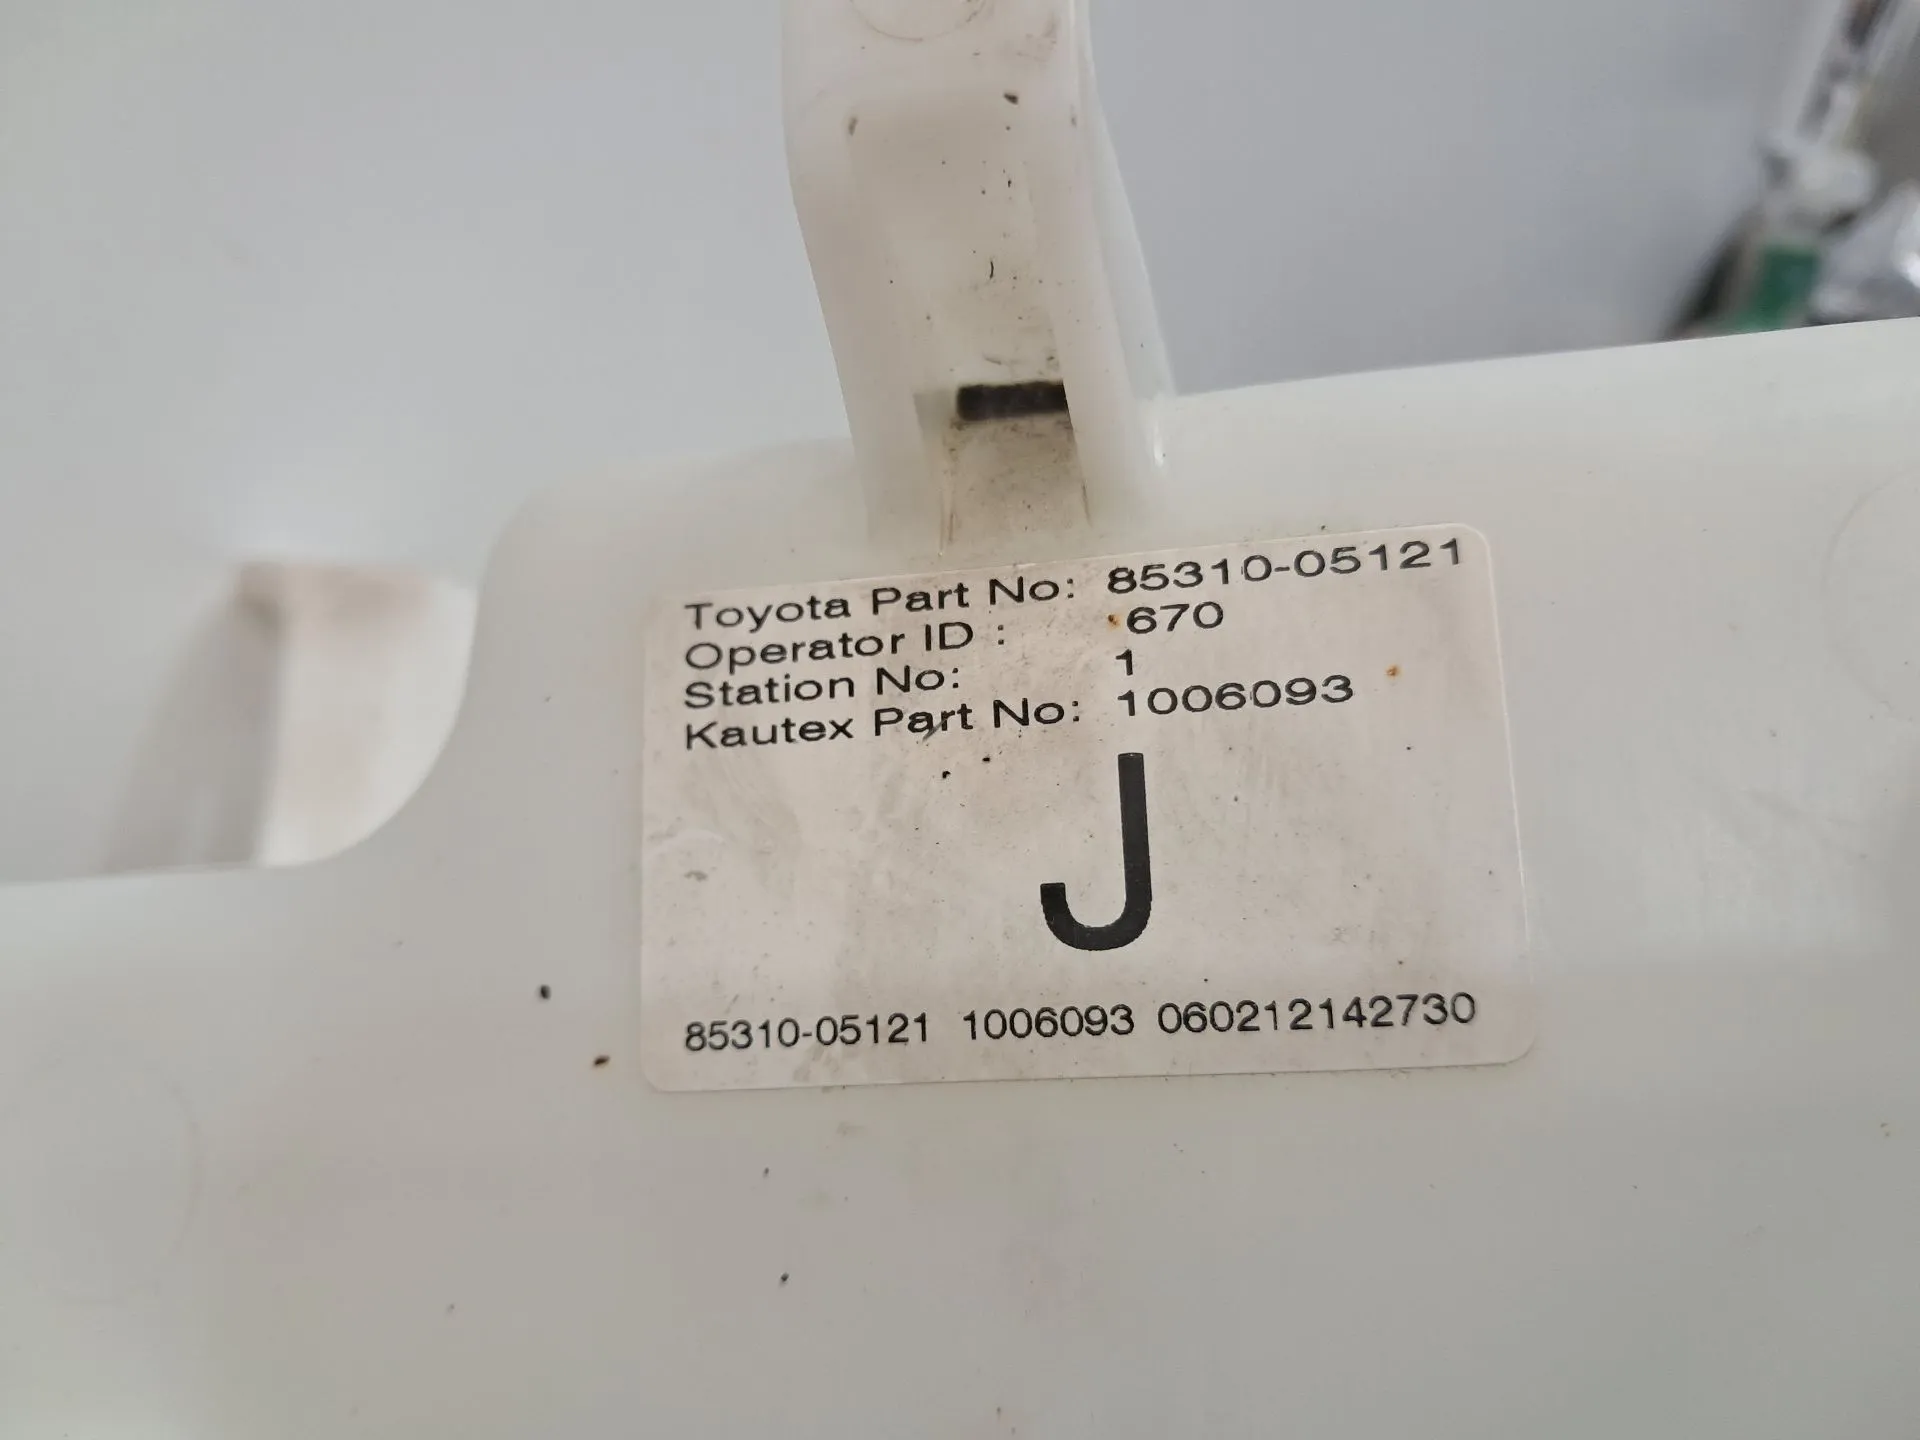 Toyota Part No: 85310-05121
Operator ID : 670
Station No: 1
Kautex Part No: 1006093
J
85310-05121 1006093 060212142730